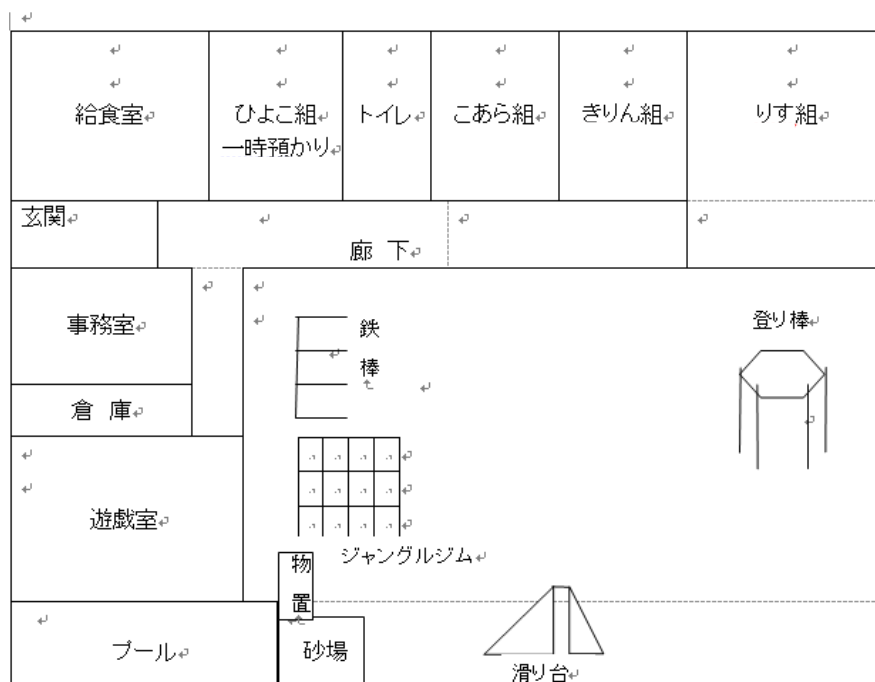 給食室
ひよこ組
一時預かり
トイレ
こあら組
きりん組
りす組
玄関
廊 下
事務室
鉄
棒
登り棒
倉 庫
遊戯室
ジャングルジム
物
置
プール
砂場
滑り台